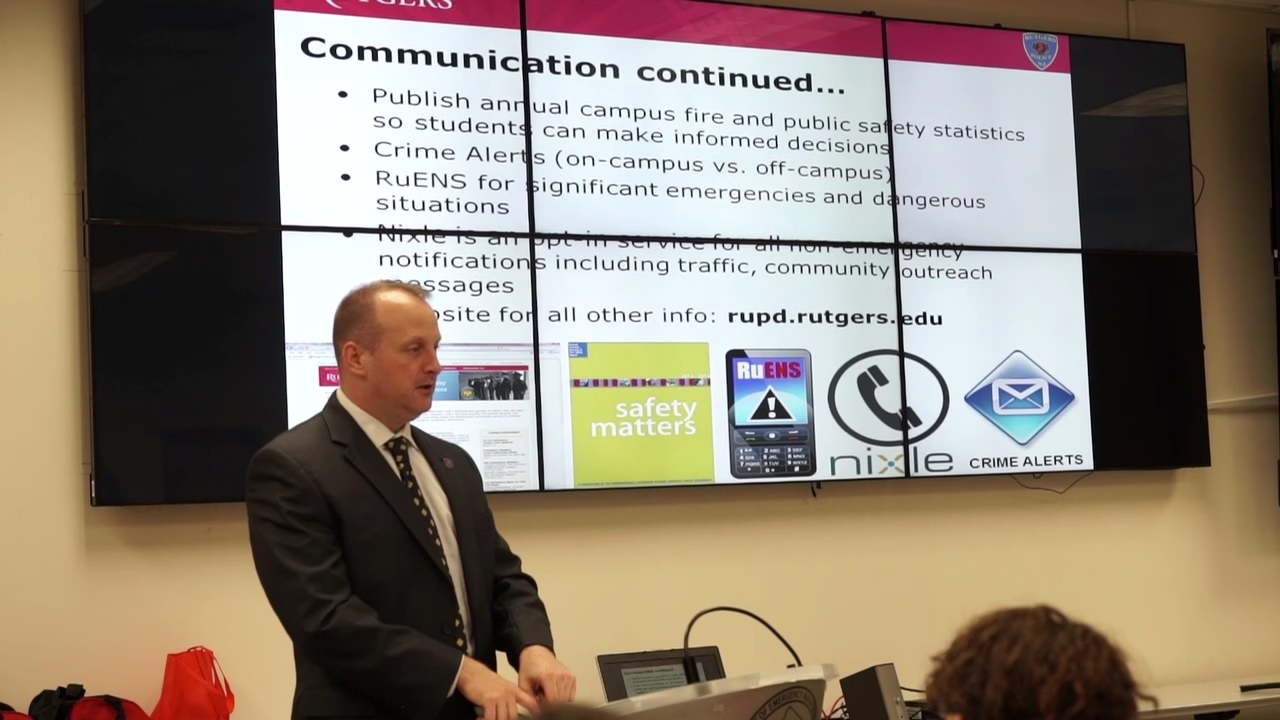 Communication continued...
• Publish annual campus fire and public safety statistics
so students can make informed decisions
• Crime Alerts (on-campus vs. off-campus)
• RuENS for significant emergencies and dangerous
situations
• Nixle is an opt-in service for all non-emergency
notifications including traffic, community outreach
messages
for all other info: rupd.rutgers.edu
safety
matters
RuENS
nixle
CRIME ALERTS